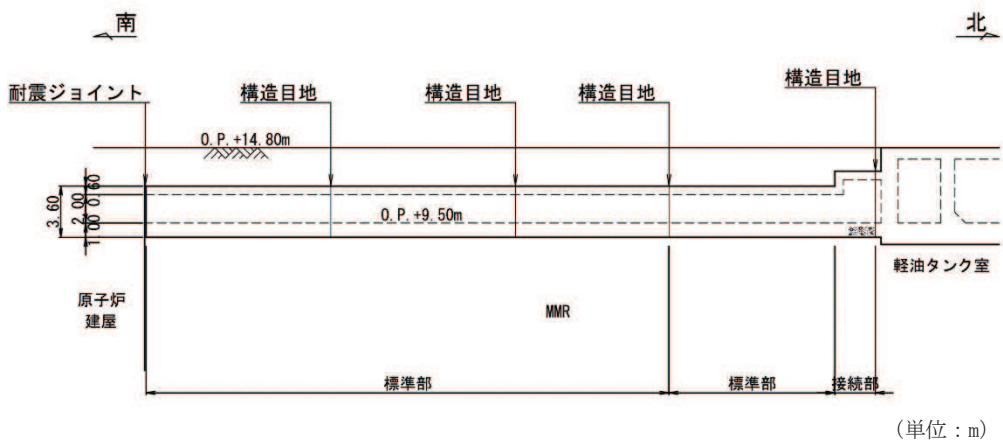 南
北
耐震ジョイント
構造目地
構造目地
構造目地
構造目地
O.P.+14.80m
3.60
0.60
2.00
1.00
O.P.+9.50m
軽油タンク室
原子炉
建屋
MMR
標準部
標準部
接続部
(単位:m)